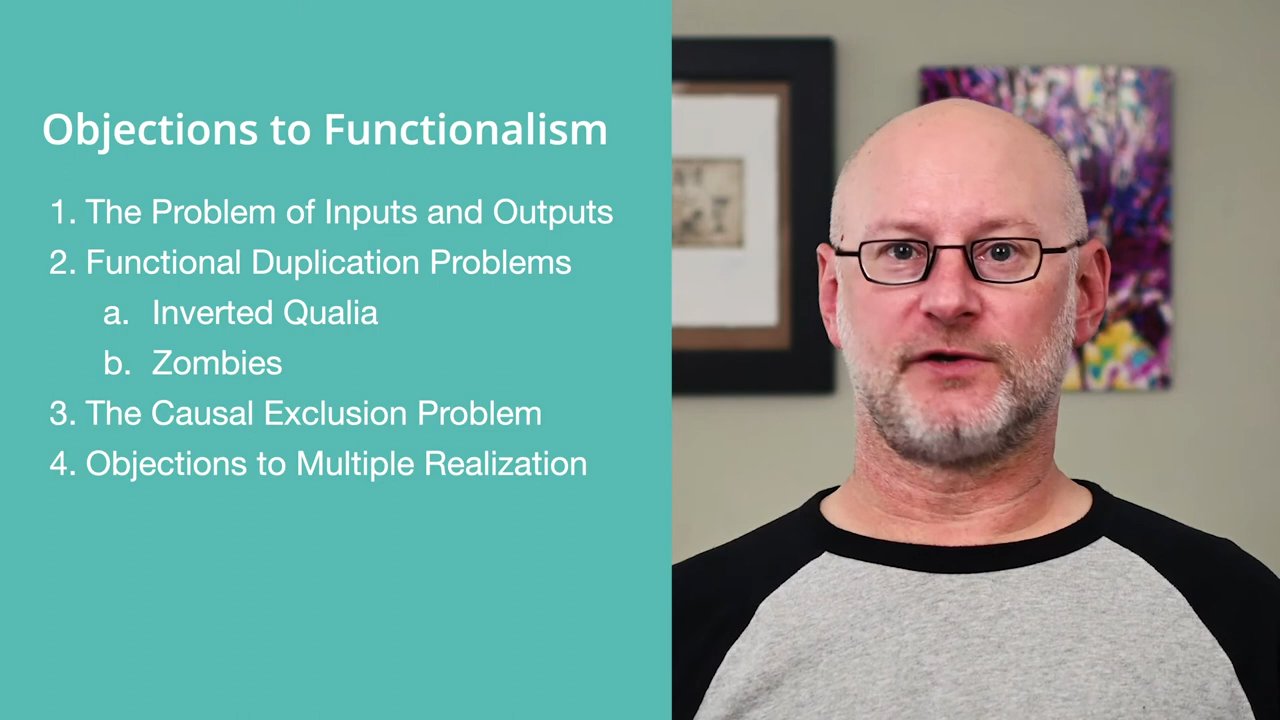 Objections to Functionalism
1. The Problem of Inputs and Outputs
2. Functional Duplication Problems
a. Inverted Qualia
b. Zombies
3. The Causal Exclusion Problem
4. Objections to Multiple Realization